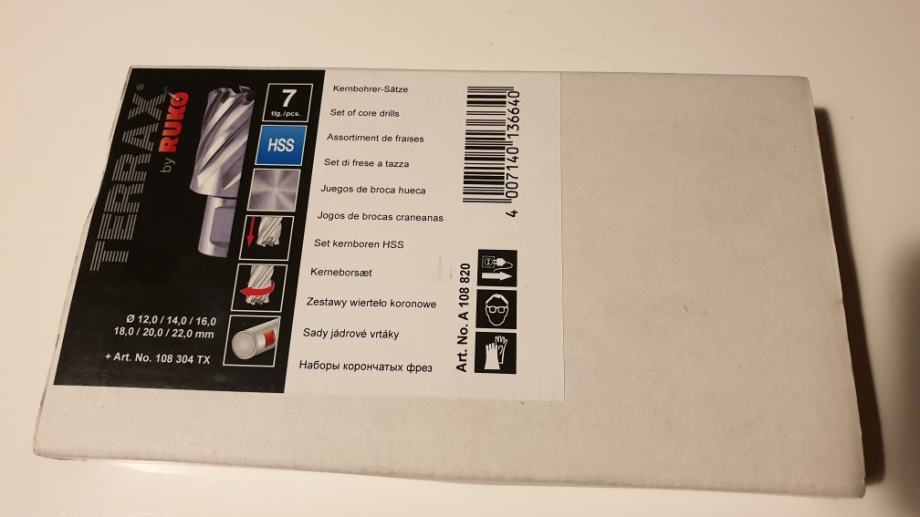 TERRAX®
by RUKO
7
tlg./pcs.
HSS
Ø 12,0 / 14,0 / 16,0
18,0 / 20,0 / 22,0 mm
+ Art. No. 108 304 TX
Kernbohrer-Sätze
Set of core drills
Assortiment de fraises
Set di frese a tazza
Juegos de broca hueca
Jogos de brocas craneanas
Set kernboren HSS
Kerneborsæt
Zestawy wiertеło koronowe
Sady jádrové vrtáky
Наборы корончатых фрез
4 007140 136640
Art. No. A 108 820